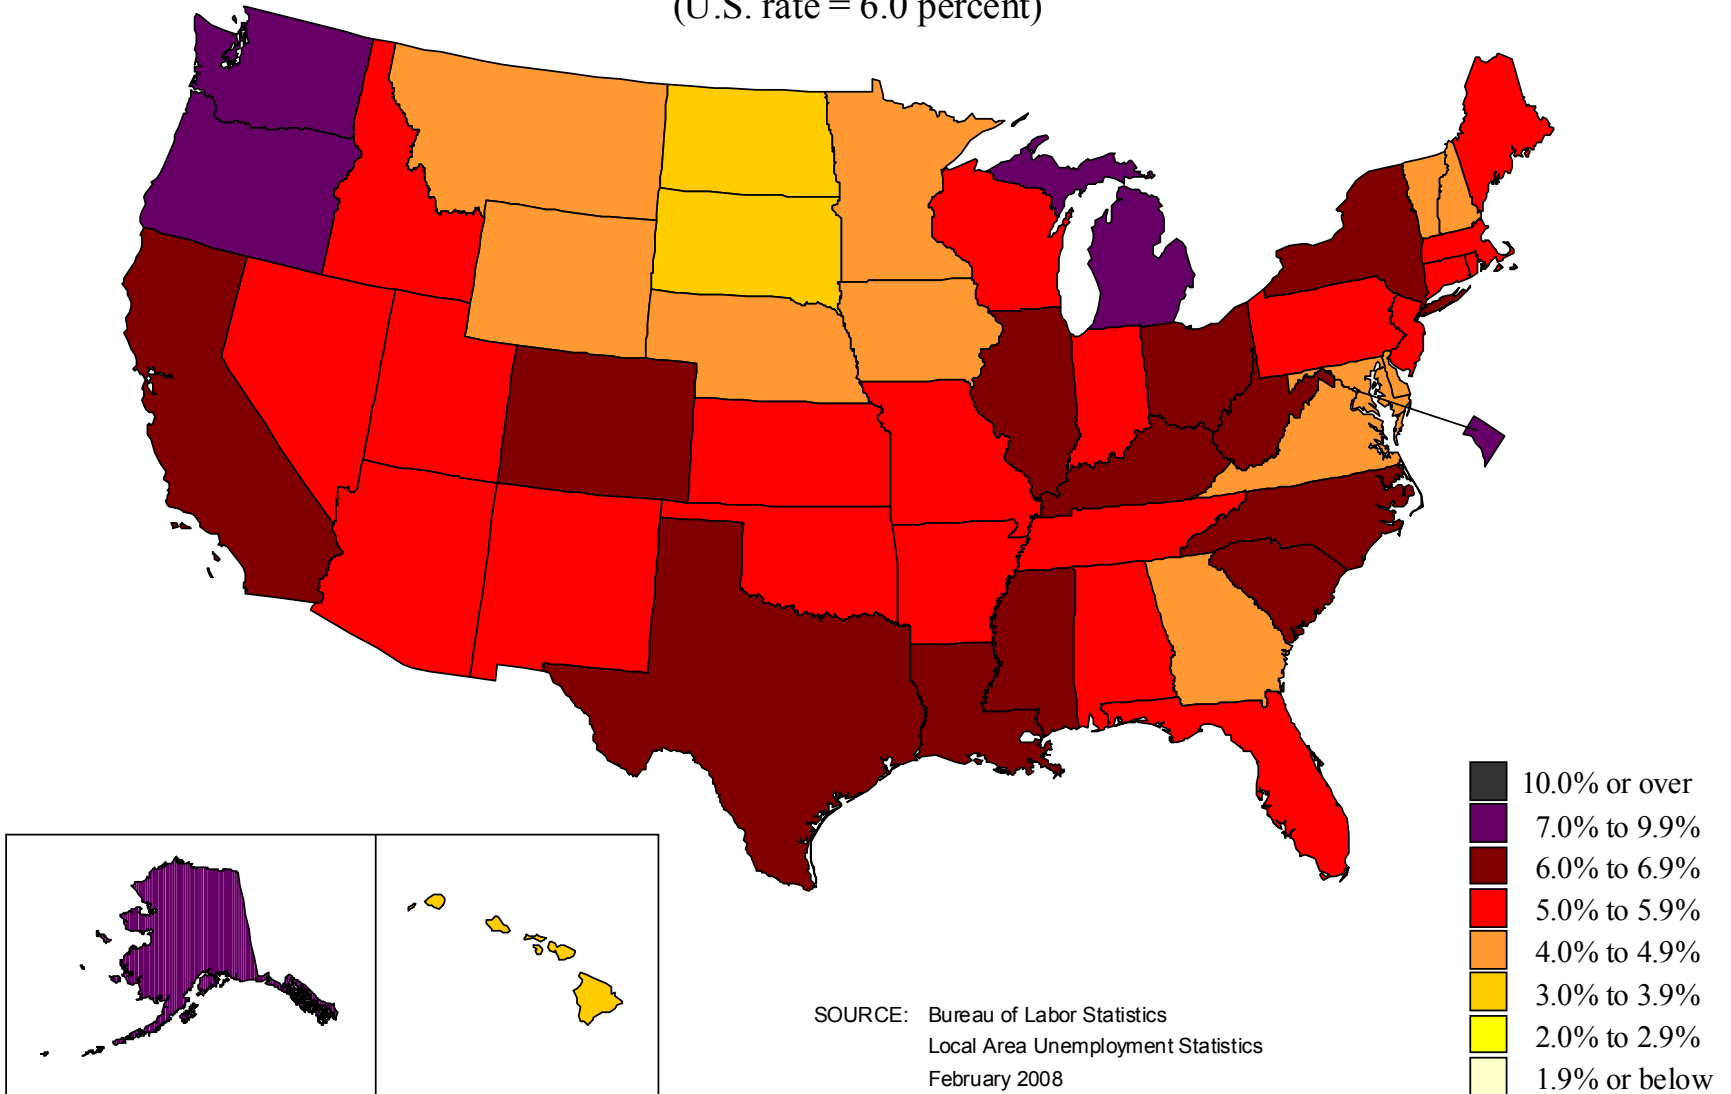 (U.S. rate = 6.0 percent)
10.0% or over
7.0% to 9.9%
6.0% to 6.9%
5.0% to 5.9%
4.0% to 4.9%
3.0% to 3.9%
2.0% to 2.9%
1.9% or below
SOURCE: Bureau of Labor Statistics
Local Area Unemployment Statistics
February 2008